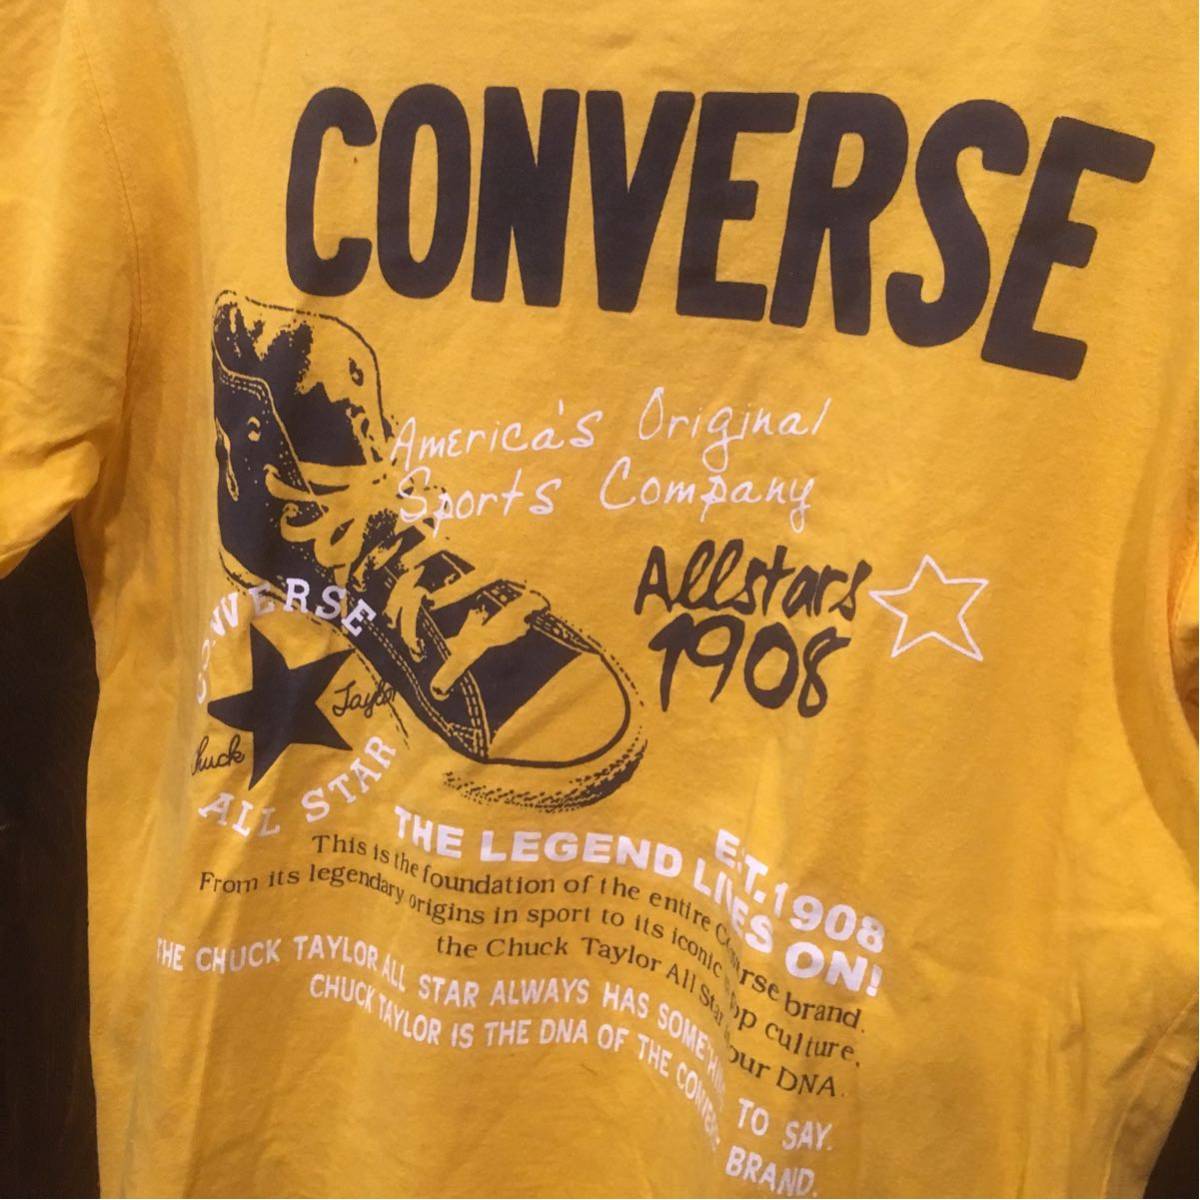 CONVERSE
America's Original
Sports Company
Allstars
1908
CONVERSE
Chuck Taylor
ALL STAR
EST.1908
THE LEGEND LIVES ON!
This is the foundation of the entire Converse brand.
From its legendary origins in sport to its iconic pop culture.
the Chuck Taylor All Star our DNA.
THE CHUCK TAYLOR ALL STAR ALWAYS HAS SOMETHING TO SAY.
CHUCK TAYLOR IS THE DNA OF THE CONVERSE BRAND.